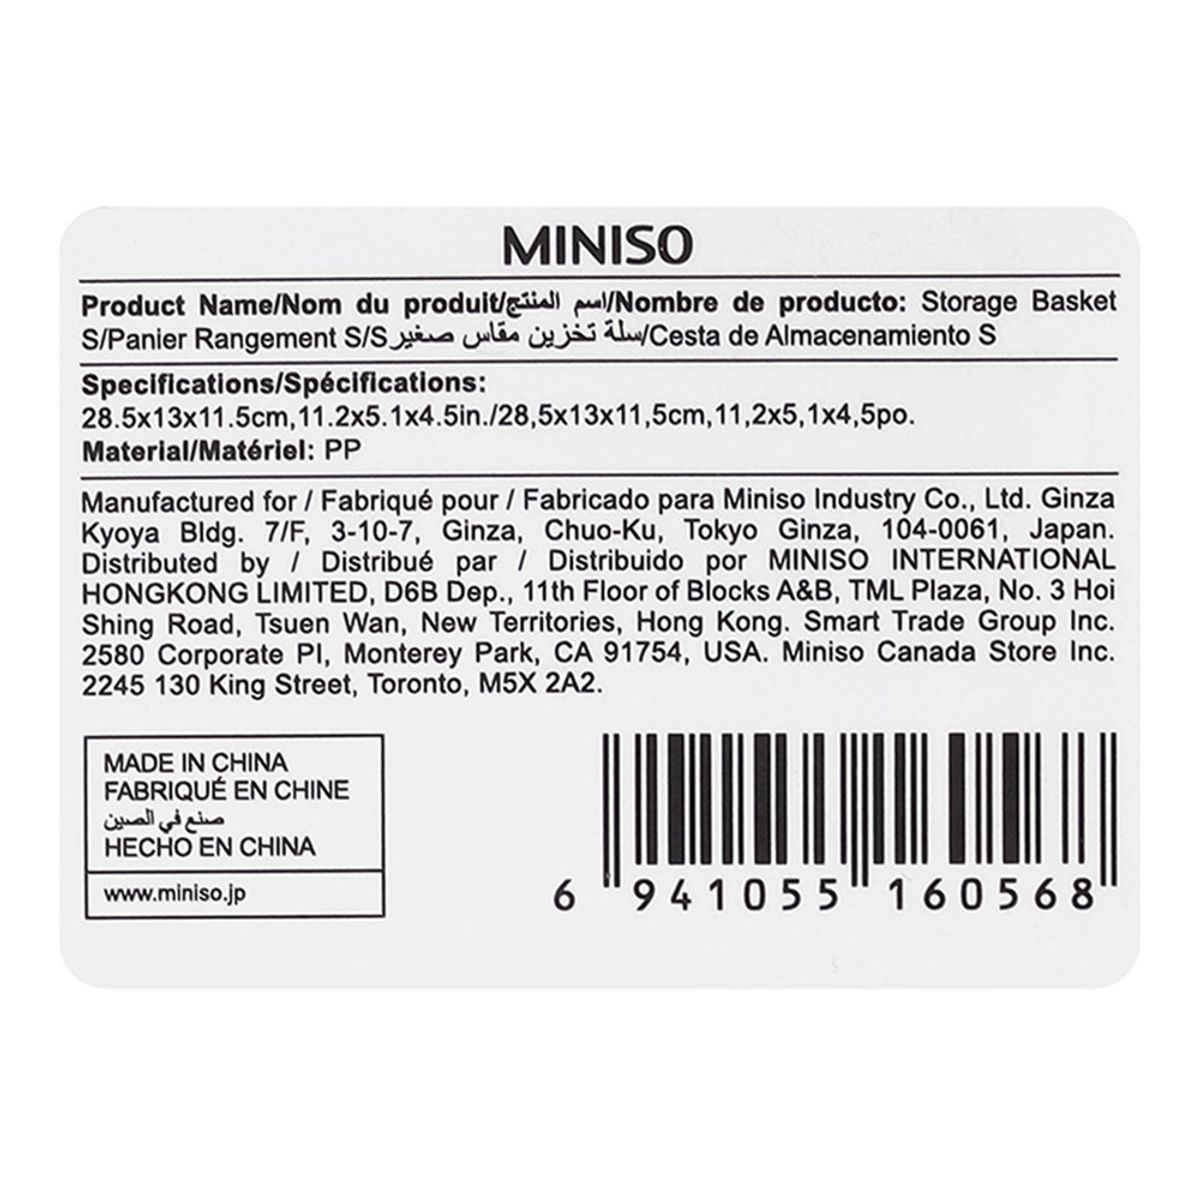 MINISO
Product Name/Nom du produit/اسم المنتج/Nombre de producto: Storage Basket
S/Panier Rangement S/S سلة تخزين مقاس صغير/Cesta de Almacenamiento S
Specifications/Spécifications:
28.5x13x11.5cm,11.2x5.1x4.5in./28,5x13x11,5cm,11,2x5,1x4,5po.
Material/Matériel: PP
Manufactured for / Fabriqué pour / Fabricado para Miniso Industry Co., Ltd. Ginza
Kyoya Bldg. 7/F, 3-10-7, Ginza, Chuo-Ku, Tokyo Ginza, 104-0061, Japan.
Distributed by / Distribué par / Distribuido por MINISO INTERNATIONAL
HONGKONG LIMITED, D6B Dep., 11th Floor of Blocks A&B, TML Plaza, No. 3 Hoi
Shing Road, Tsuen Wan, New Territories, Hong Kong. Smart Trade Group Inc.
2580 Corporate Pl, Monterey Park, CA 91754, USA. Miniso Canada Store Inc.
2245 130 King Street, Toronto, M5X 2A2.
MADE IN CHINA
FABRIQUÉ EN CHINE
صنع في الصين
HECHO EN CHINA
www.miniso.jp
6 941055 160568